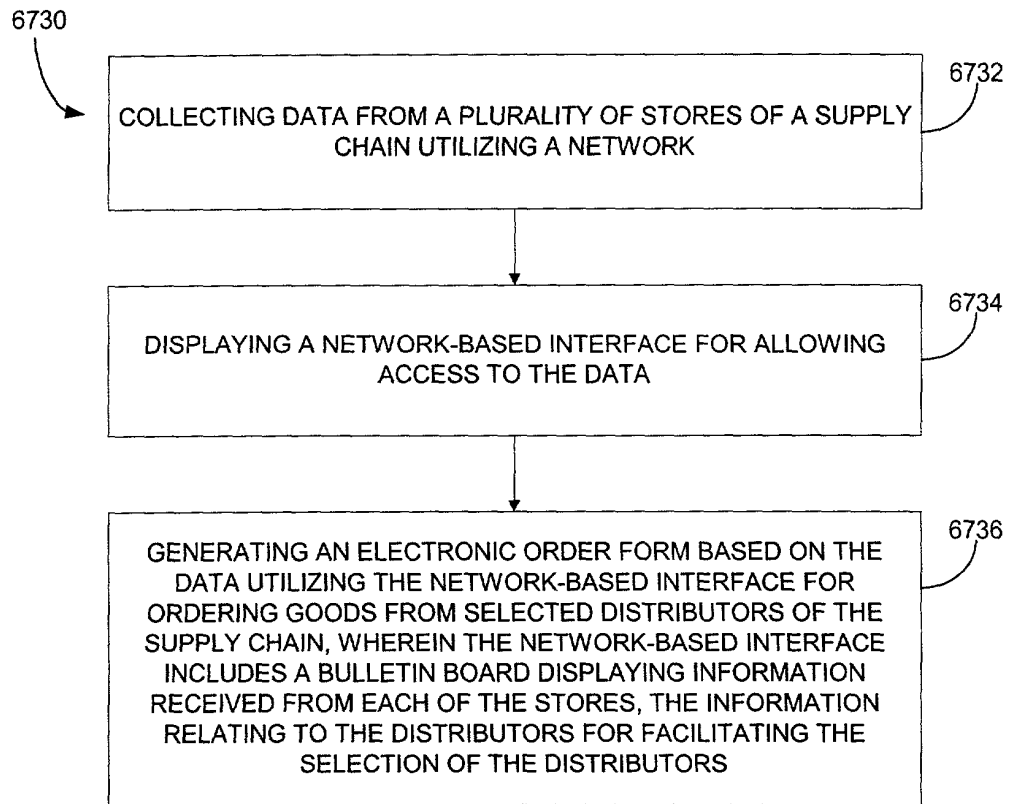 6730
6732
COLLECTING DATA FROM A PLURALITY OF STORES OF A SUPPLY
CHAIN UTILIZING A NETWORK
6734
DISPLAYING A NETWORK-BASED INTERFACE FOR ALLOWING
ACCESS TO THE DATA
6736
GENERATING AN ELECTRONIC ORDER FORM BASED ON THE
DATA UTILIZING THE NETWORK-BASED INTERFACE FOR
ORDERING GOODS FROM SELECTED DISTRIBUTORS OF THE
SUPPLY CHAIN, WHEREIN THE NETWORK-BASED INTERFACE
INCLUDES A BULLETIN BOARD DISPLAYING INFORMATION
RECEIVED FROM EACH OF THE STORES, THE INFORMATION
RELATING TO THE DISTRIBUTORS FOR FACILITATING THE
SELECTION OF THE DISTRIBUTORS